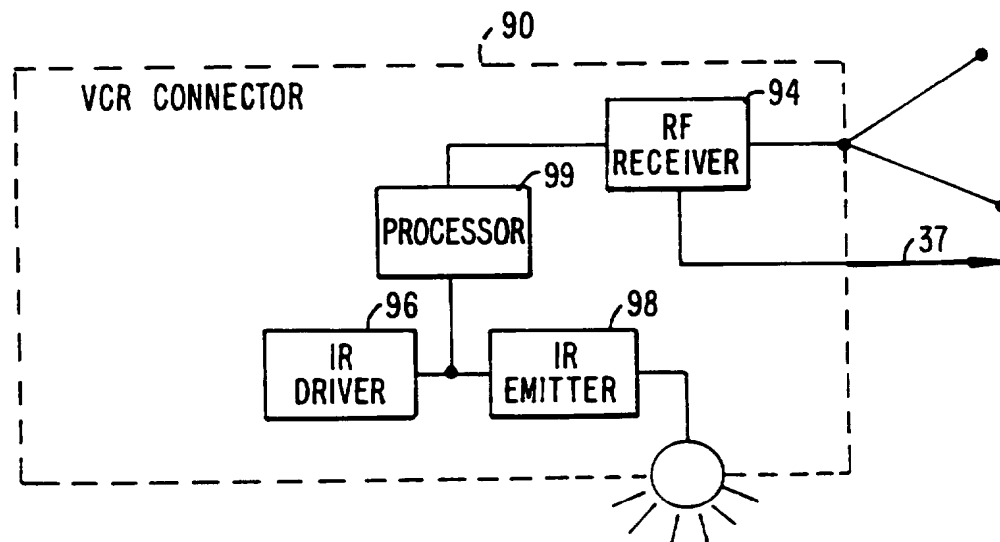 90
VCR CONNECTOR
94
RF
RECEIVER
99
PROCESSOR
37
96
98
IR
DRIVER
IR
EMITTER